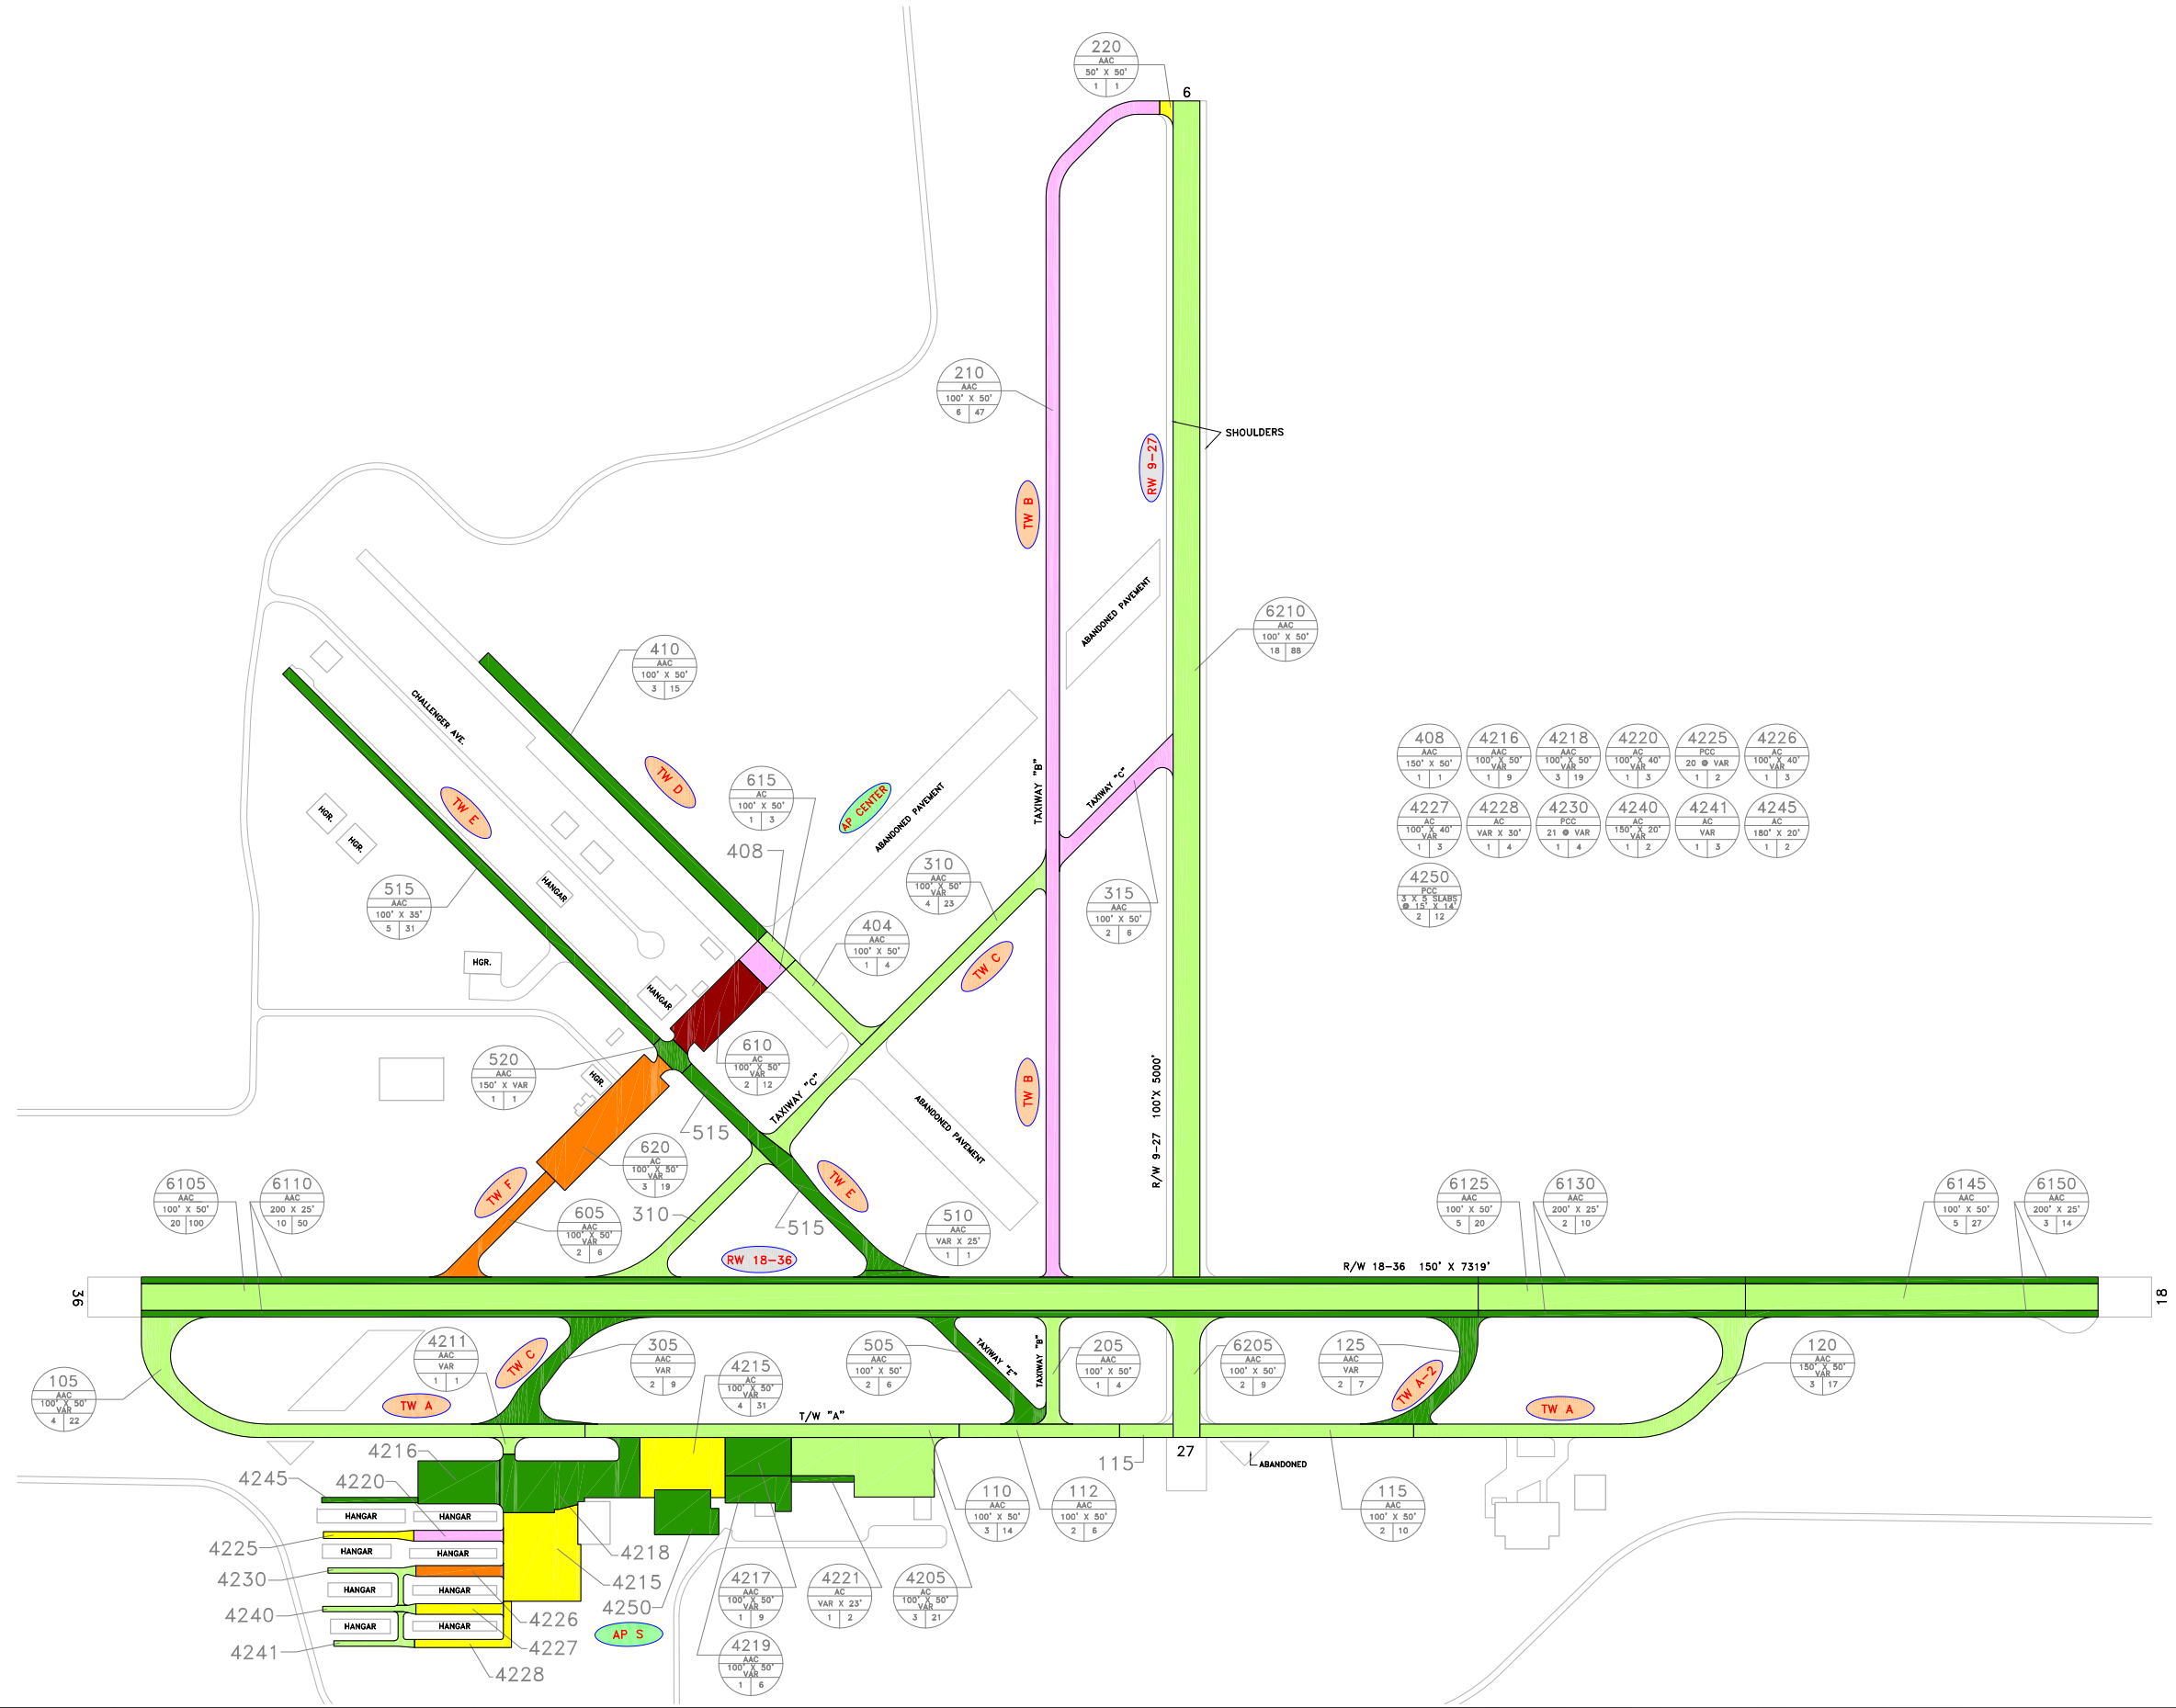 220
AAC
50' X 50'
1 1
6
210
AAC
100' X 50'
6 47
SHOULDERS
RW 9-27
TW B
ABANDONED PAVEMENT
6210
AAC
100' X 50'
18 88
410
AAC
100' X 50'
3 15
CHALLENGER AVE.
TW D
TW E
615
AC
100' X 50'
1 3
AP CENTER
ABANDONED PAVEMENT
TAXIWAY "B"
TAXIWAY "C"
408
AAC
150' X 50'
1 1
4216
AAC
100' X 50'
VAR
1 9
4218
AAC
100' X 50'
VAR
3 19
4220
AC
100' X 40'
VAR
1 3
4225
PCC
20 @ VAR
1 2
4226
AC
100' X 40'
VAR
1 3
4227
AC
100' X 40'
VAR
1 3
4228
AC
VAR X 30'
1 4
4230
PCC
21 @ VAR
1 4
4240
AC
150' X 20'
VAR
1 2
4241
AC
VAR
1 3
4245
AC
180' X 20'
1 2
4250
PCC
3 X 5 SLABS
@ 15' X 14'
2 12
HGR.
HGR.
408
HANGAR
515
AAC
100' X 35'
5 31
310
AAC
100' X 50'
VAR
4 23
315
AAC
100' X 50'
2 6
404
AAC
100' X 50'
1 4
HGR.
TW C
HANGAR
520
AAC
150' X VAR
1 1
610
AC
100' X 50'
VAR
2 12
HGR.
TAXIWAY "C"
TW B
ABANDONED PAVEMENT
R/W 9-27 100'X 5000'
515
620
AC
100' X 50'
VAR
3 19
TW F
TW E
6105
AAC
100' X 50'
20 100
6110
AAC
200 X 25'
10 50
605
AAC
100' X 50'
VAR
2 6
310
515
510
AAC
VAR X 25'
1 1
6125
AAC
100' X 50'
5 20
6130
AAC
200' X 25'
2 10
6145
AAC
100' X 50'
5 27
6150
AAC
200' X 25'
3 14
RW 18-36
R/W 18-36 150' X 7319'
36
18
4211
AAC
VAR
1 1
TW C
305
AAC
VAR
2 9
505
AAC
100' X 50'
2 6
TAXIWAY "E"
TAXIWAY "B"
205
AAC
100' X 50'
1 4
6205
AAC
100' X 50'
2 9
125
AAC
VAR
2 7
TW A-2
120
AAC
150' X 50'
VAR
3 17
105
AAC
100' X 50'
VAR
4 22
TW A
4215
AC
100' X 50'
VAR
4 31
T/W "A"
TW A
4216
27
ABANDONED
115
4245
4220
110
AAC
100' X 50'
3 14
112
AAC
100' X 50'
2 6
115
AAC
100' X 50'
2 10
HANGAR
HANGAR
4225
HANGAR
HANGAR
4218
4230
HANGAR
HANGAR
4215
4217
AAC
100' X 50'
VAR
1 9
4221
AC
VAR X 23'
1 2
4205
AC
100' X 50'
VAR
3 21
4240
4250
4226
HANGAR
HANGAR
AP S
4241
4227
4228
4219
AAC
100' X 50'
VAR
1 6